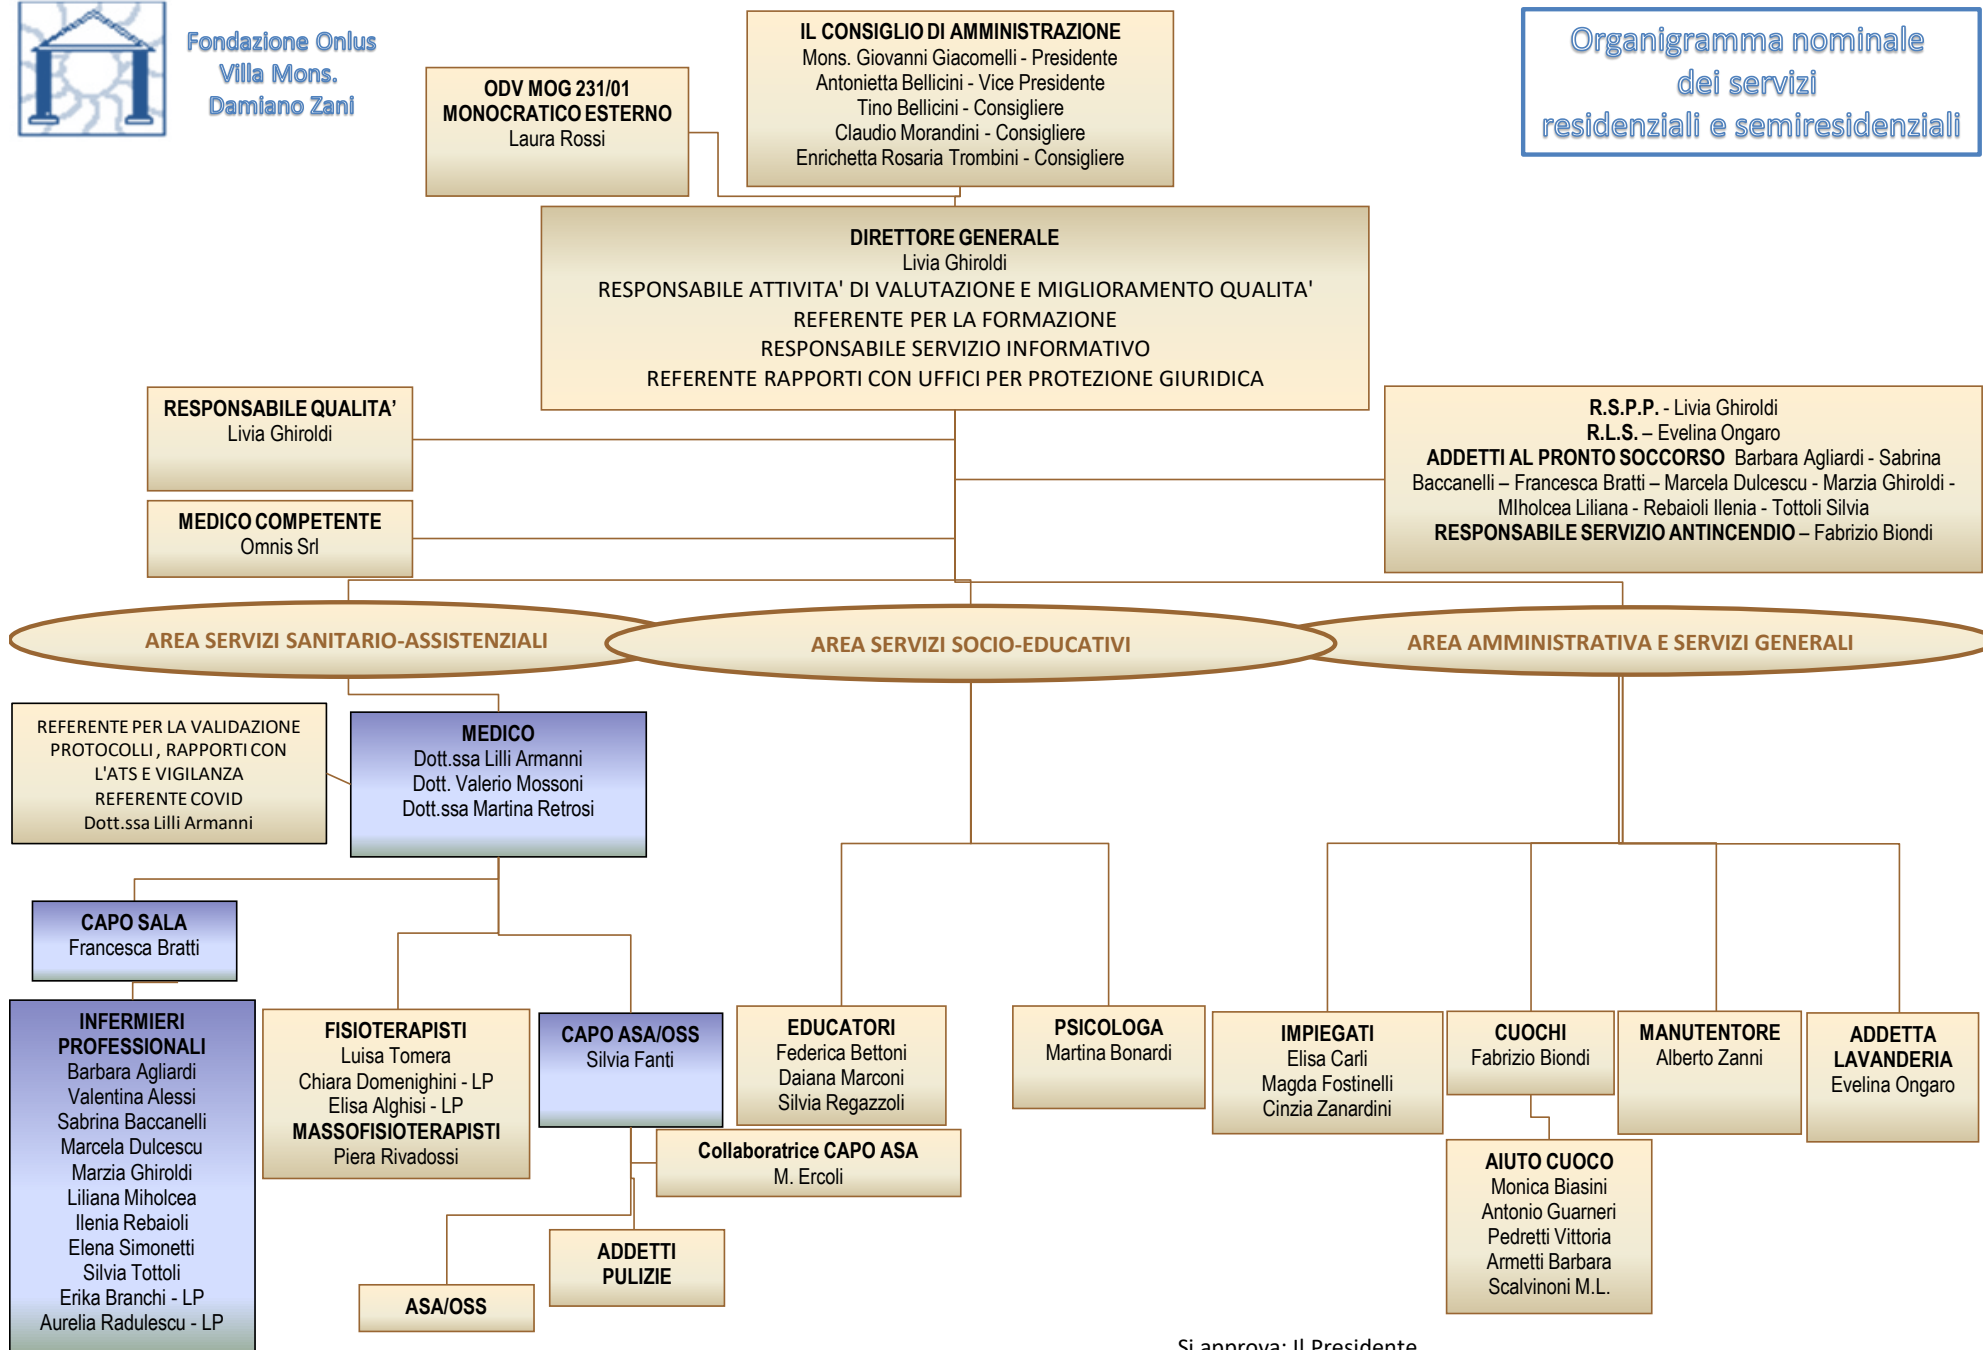 Fondazione Onlus
Villa Mons.
Damiano Zani
ODV MOG 231/01
MONOCRATICO ESTERNO
Laura Rossi
IL CONSIGLIO DI AMMINISTRAZIONE
Mons. Giovanni Giacomelli - Presidente
Antonietta Bellicini - Vice Presidente
Tino Bellicini - Consigliere
Claudio Morandini - Consigliere
Enrichetta Rosaria Trombini - Consigliere
Organigramma nominale
dei servizi
residenziali e semiresidenziali
DIRETTORE GENERALE
Livia Ghiroldi
RESPONSABILE ATTIVITA' DI VALUTAZIONE E MIGLIORAMENTO QUALITA'
REFERENTE PER LA FORMAZIONE
RESPONSABILE SERVIZIO INFORMATIVO
REFERENTE RAPPORTI CON UFFICI PER PROTEZIONE GIURIDICA
RESPONSABILE QUALITA’
Livia Ghiroldi
MEDICO COMPETENTE
Omnis Srl
R.S.P.P. - Livia Ghiroldi
R.L.S. – Evelina Ongaro
ADDETTI AL PRONTO SOCCORSO Barbara Agliardi - Sabrina
Baccanelli – Francesca Bratti – Marcela Dulcescu - Marzia Ghiroldi -
MIholcea Liliana - Rebaioli Ilenia - Tottoli Silvia
RESPONSABILE SERVIZIO ANTINCENDIO – Fabrizio Biondi
AREA SERVIZI SANITARIO-ASSISTENZIALI
AREA SERVIZI SOCIO-EDUCATIVI
AREA AMMINISTRATIVA E SERVIZI GENERALI
REFERENTE PER LA VALIDAZIONE
PROTOCOLLI , RAPPORTI CON
L'ATS E VIGILANZA
REFERENTE COVID
Dott.ssa Lilli Armanni
MEDICO
Dott.ssa Lilli Armanni
Dott. Valerio Mossoni
Dott.ssa Martina Retrosi
CAPO SALA
Francesca Bratti
INFERMIERI
PROFESSIONALI
Barbara Agliardi
Valentina Alessi
Sabrina Baccanelli
Marcela Dulcescu
Marzia Ghiroldi
Liliana Miholcea
Ilenia Rebaioli
Elena Simonetti
Silvia Tottoli
Erika Branchi - LP
Aurelia Radulescu - LP
FISIOTERAPISTI
Luisa Tomera
Chiara Domenighini - LP
Elisa Alghisi - LP
MASSOFISIOTERAPISTI
Piera Rivadossi
CAPO ASA/OSS
Silvia Fanti
Collaboratrice CAPO ASA
M. Ercoli
ASA/OSS
ADDETTI
PULIZIE
EDUCATORI
Federica Bettoni
Daiana Marconi
Silvia Regazzoli
PSICOLOGA
Martina Bonardi
IMPIEGATI
Elisa Carli
Magda Fostinelli
Cinzia Zanardini
CUOCHI
Fabrizio Biondi
AIUTO CUOCO
Monica Biasini
Antonio Guarneri
Pedretti Vittoria
Armetti Barbara
Scalvinoni M.L.
MANUTENTORE
Alberto Zanni
ADDETTA
LAVANDERIA
Evelina Ongaro
Si approva: Il Presidente